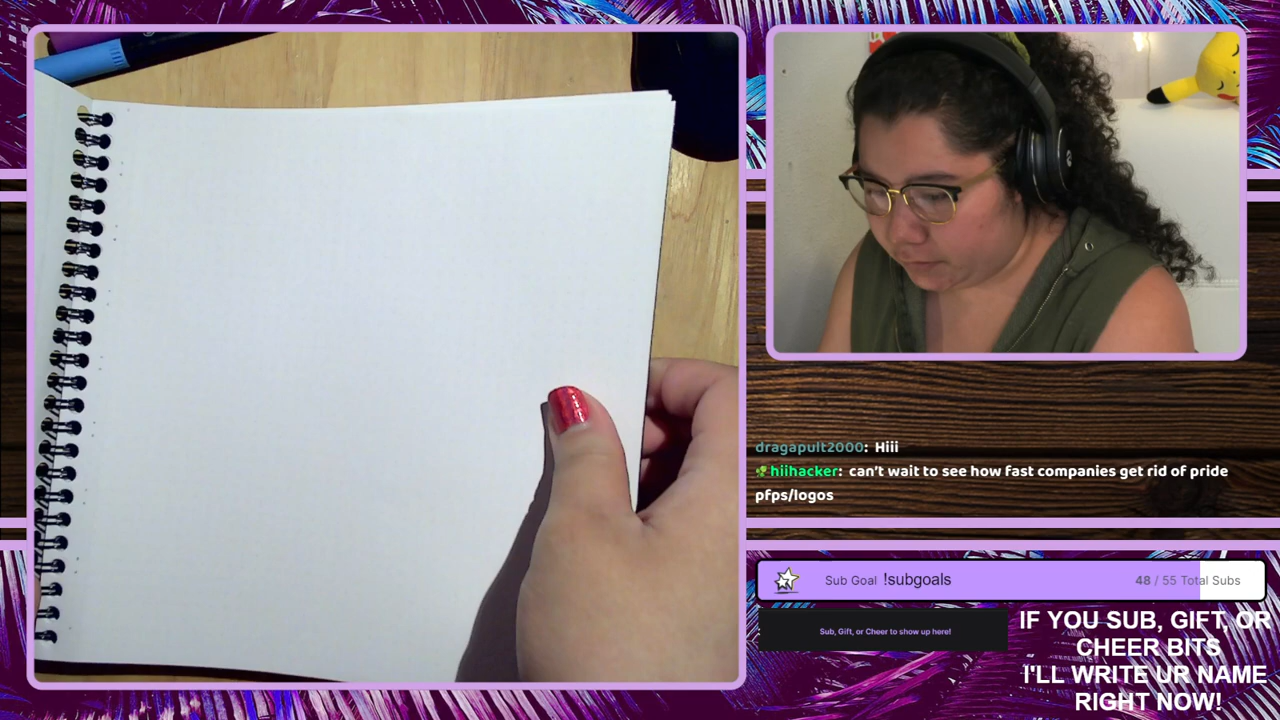 dragapult2000: Hiii
hiihacker: can't wait to see how fast companies get rid of pride
pfps/logos
Sub Goal !subgoals 48 / 55 Total Subs
Sub, Gift, or Cheer to show up here!
IF YOU SUB, GIFT, OR
CHEER BITS
I'LL WRITE UR NAME
RIGHT NOW!